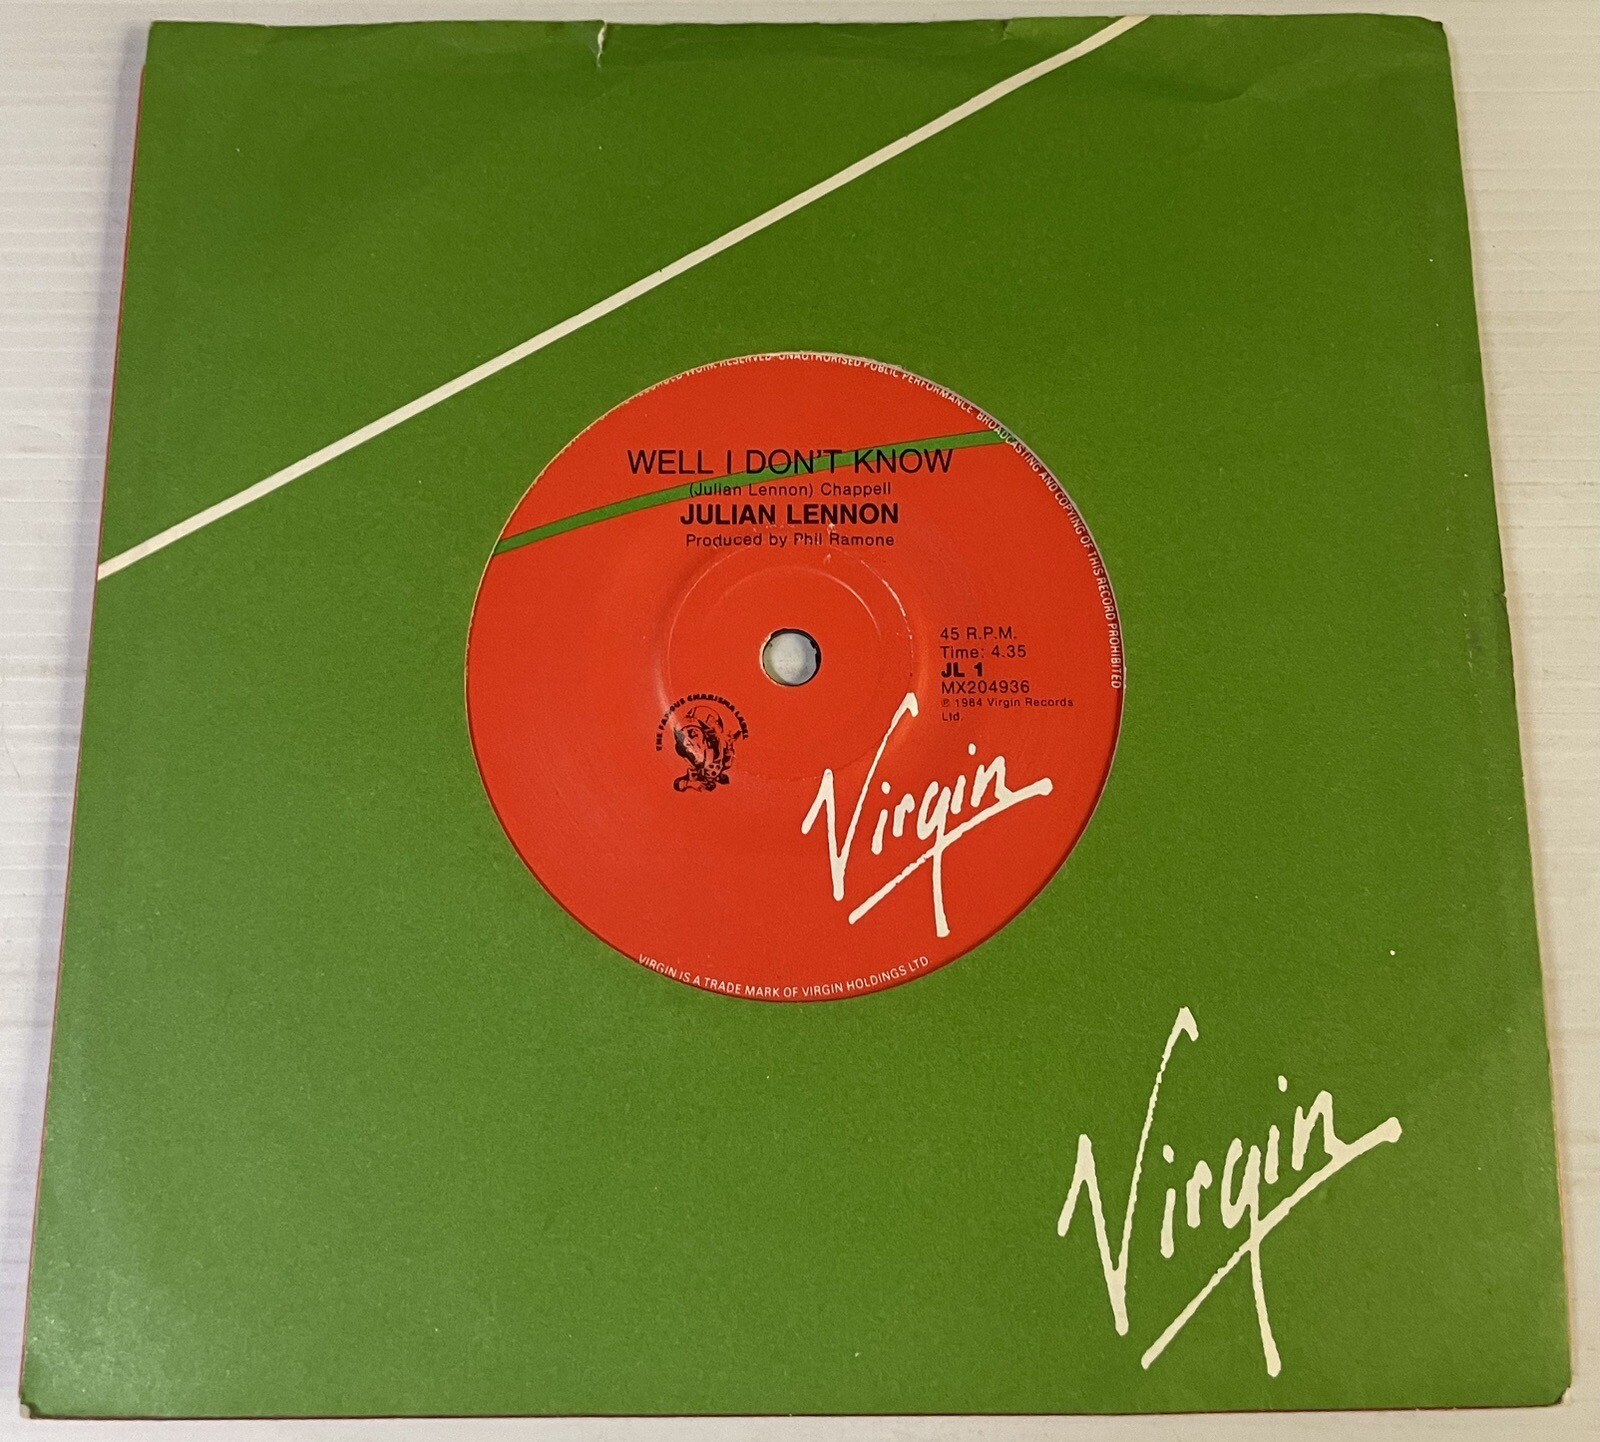 WORK RESERVED UNAUTHORISED PUBLIC PERFORMANCE. BROADCASTING AND COPYING OF THIS RECORD PROHIBITED
WELL I DON'T KNOW
(Julian Lennon) Chappell
JULIAN LENNON
Produced by Phil Ramone
45 R.P.M.
Time: 4.35
JL 1
MX204936
℗ 1984 Virgin Records
Ltd.
THE FAMOUS CHARISMA LABEL
Virgin
VIRGIN IS A TRADE MARK OF VIRGIN HOLDINGS LTD
Virgin